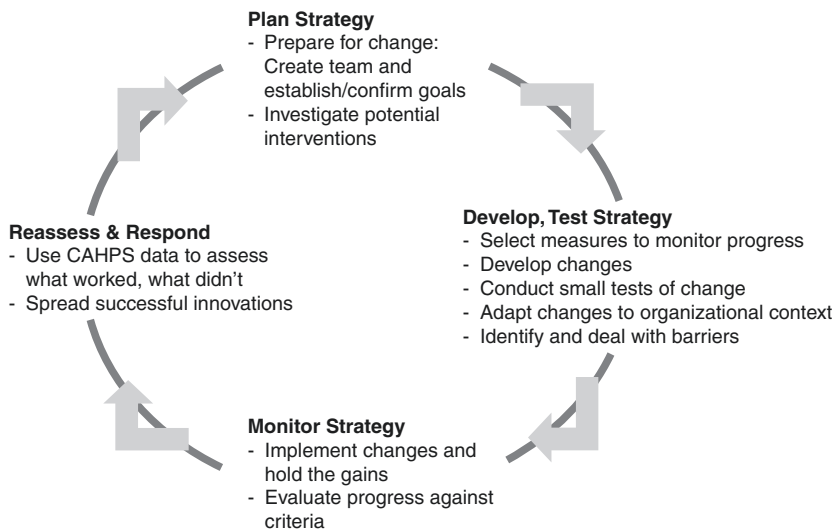 Plan Strategy
- Prepare for change:
Create team and
establish/confirm goals
- Investigate potential
interventions
Develop, Test Strategy
- Select measures to monitor progress
- Develop changes
- Conduct small tests of change
- Adapt changes to organizational context
- Identify and deal with barriers
Monitor Strategy
- Implement changes and
hold the gains
- Evaluate progress against
criteria
Reassess & Respond
- Use CAHPS data to assess
what worked, what didn't
- Spread successful innovations